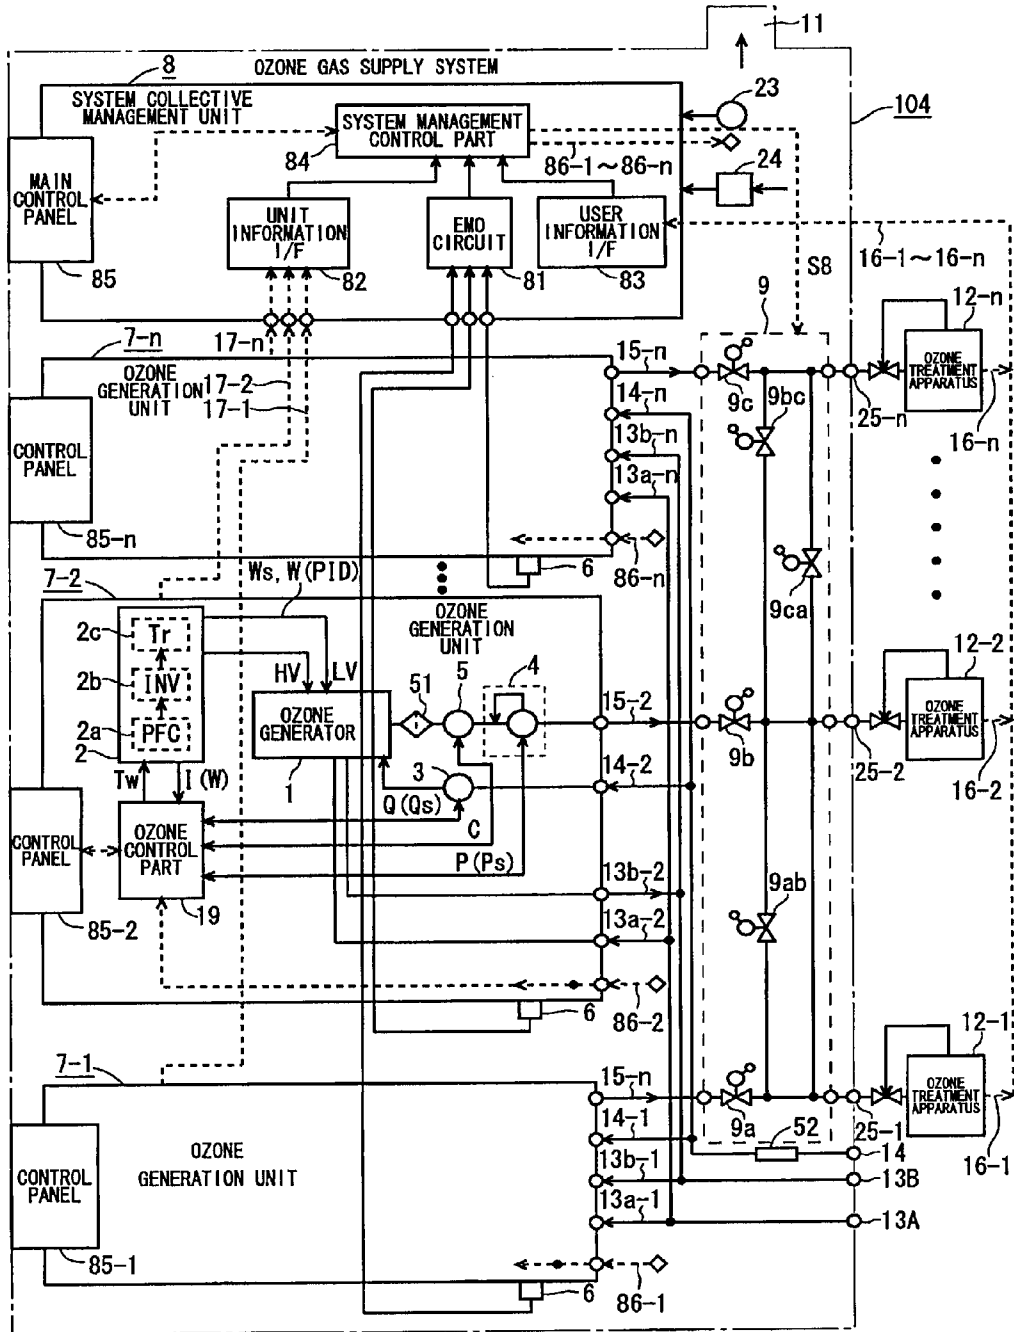 11
8
OZONE GAS SUPPLY SYSTEM
SYSTEM COLLECTIVE
MANAGEMENT UNIT
SYSTEM MANAGEMENT
CONTROL PART
84
23
104
86-1~86-n
24
MAIN
CONTROL
PANEL
85
UNIT
INFORMATION
I/F
82
EMO
CIRCUIT
81
USER
INFORMATION
I/F
83
S8
16-1~16-n
9
12-n
7-n
17-n
OZONE
GENERATION
UNIT
17-2
17-1
15-n
14-n
13b-n
13a-n
9c
9bc
OZONE
TREATMENT
APPARATUS
25-n
16-n
CONTROL
PANEL
85-n
6
86-n
9ca
7-2
Ws, W(PID)
OZONE
GENERATION
UNIT
2c
Tr
2b
INV
2a
PFC
2
HV
LV
51
5
4
OZONE
GENERATOR
1
3
15-2
14-2
9b
12-2
OZONE
TREATMENT
APPARATUS
25-2
16-2
Tw
I(W)
Q(Qs)
C
P(Ps)
CONTROL
PANEL
85-2
OZONE
CONTROL
PART
19
13b-2
13a-2
9ab
6
86-2
7-1
15-n
14-1
13b-1
13a-1
9a
52
12-1
OZONE
TREATMENT
APPARATUS
25-1
16-1
14
13B
13A
OZONE
GENERATION UNIT
CONTROL
PANEL
85-1
6
86-1